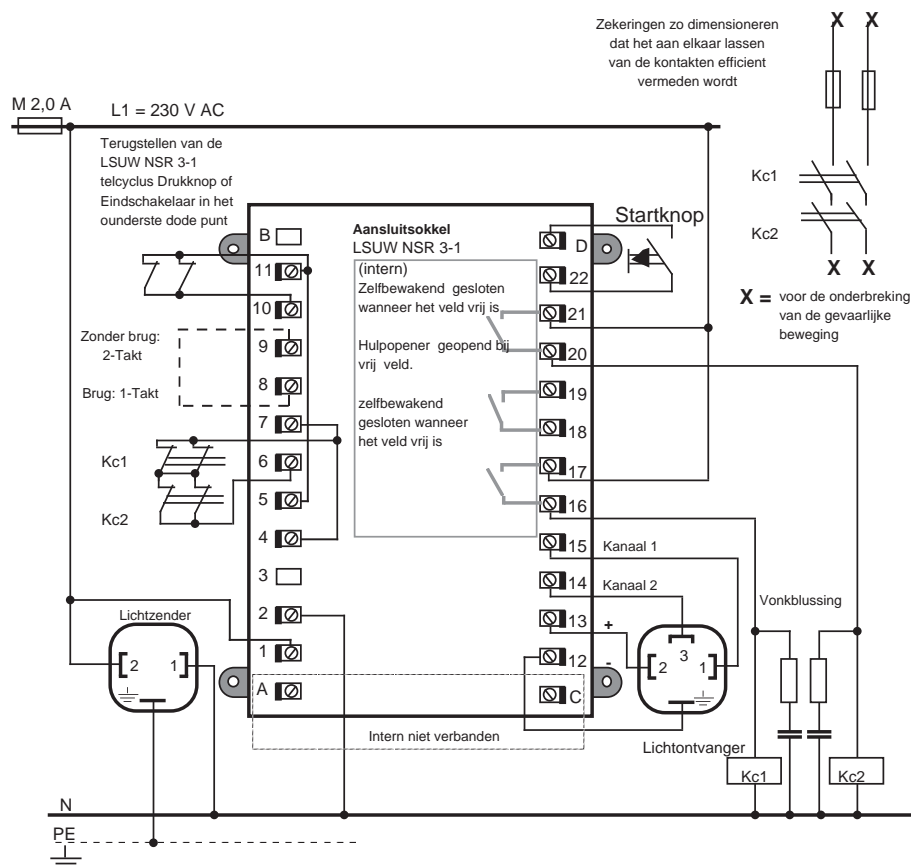 Zekeringen zo dimensioneren
dat het aan elkaar lassen
van de kontakten efficient
vermeden wordt
X X
M 2,0 A
L1 = 230 V AC
Terugstellen van de
LSUW NSR 3-1
telcyclus Drukknop of
Eindschakelaar in het
ounderste dode punt
Kc1
Kc2
X X
X = voor de onderbreking
van de gevaarlijke
beweging
Startknop
Aansluitsokkel
LSUW NSR 3-1
(intern)
Zelfbewakend gesloten
wanneer het veld vrij is
Hulpopener geopend bij
vrij veld.
zelfbewakend
gesloten wanneer
het veld vrij is
B
11
10
9
8
7
6
5
4
3
2
1
A
D
22
21
20
19
18
17
16
15
14
13
12
C
Zonder brug:
2-Takt
Brug: 1-Takt
Kc1
Kc2
Kanaal 1
Kanaal 2
+
-
Vonkblussing
Lichtzender
2 1
3
2 1
Lichtontvanger
Intern niet verbanden
Kc1
Kc2
N
PE